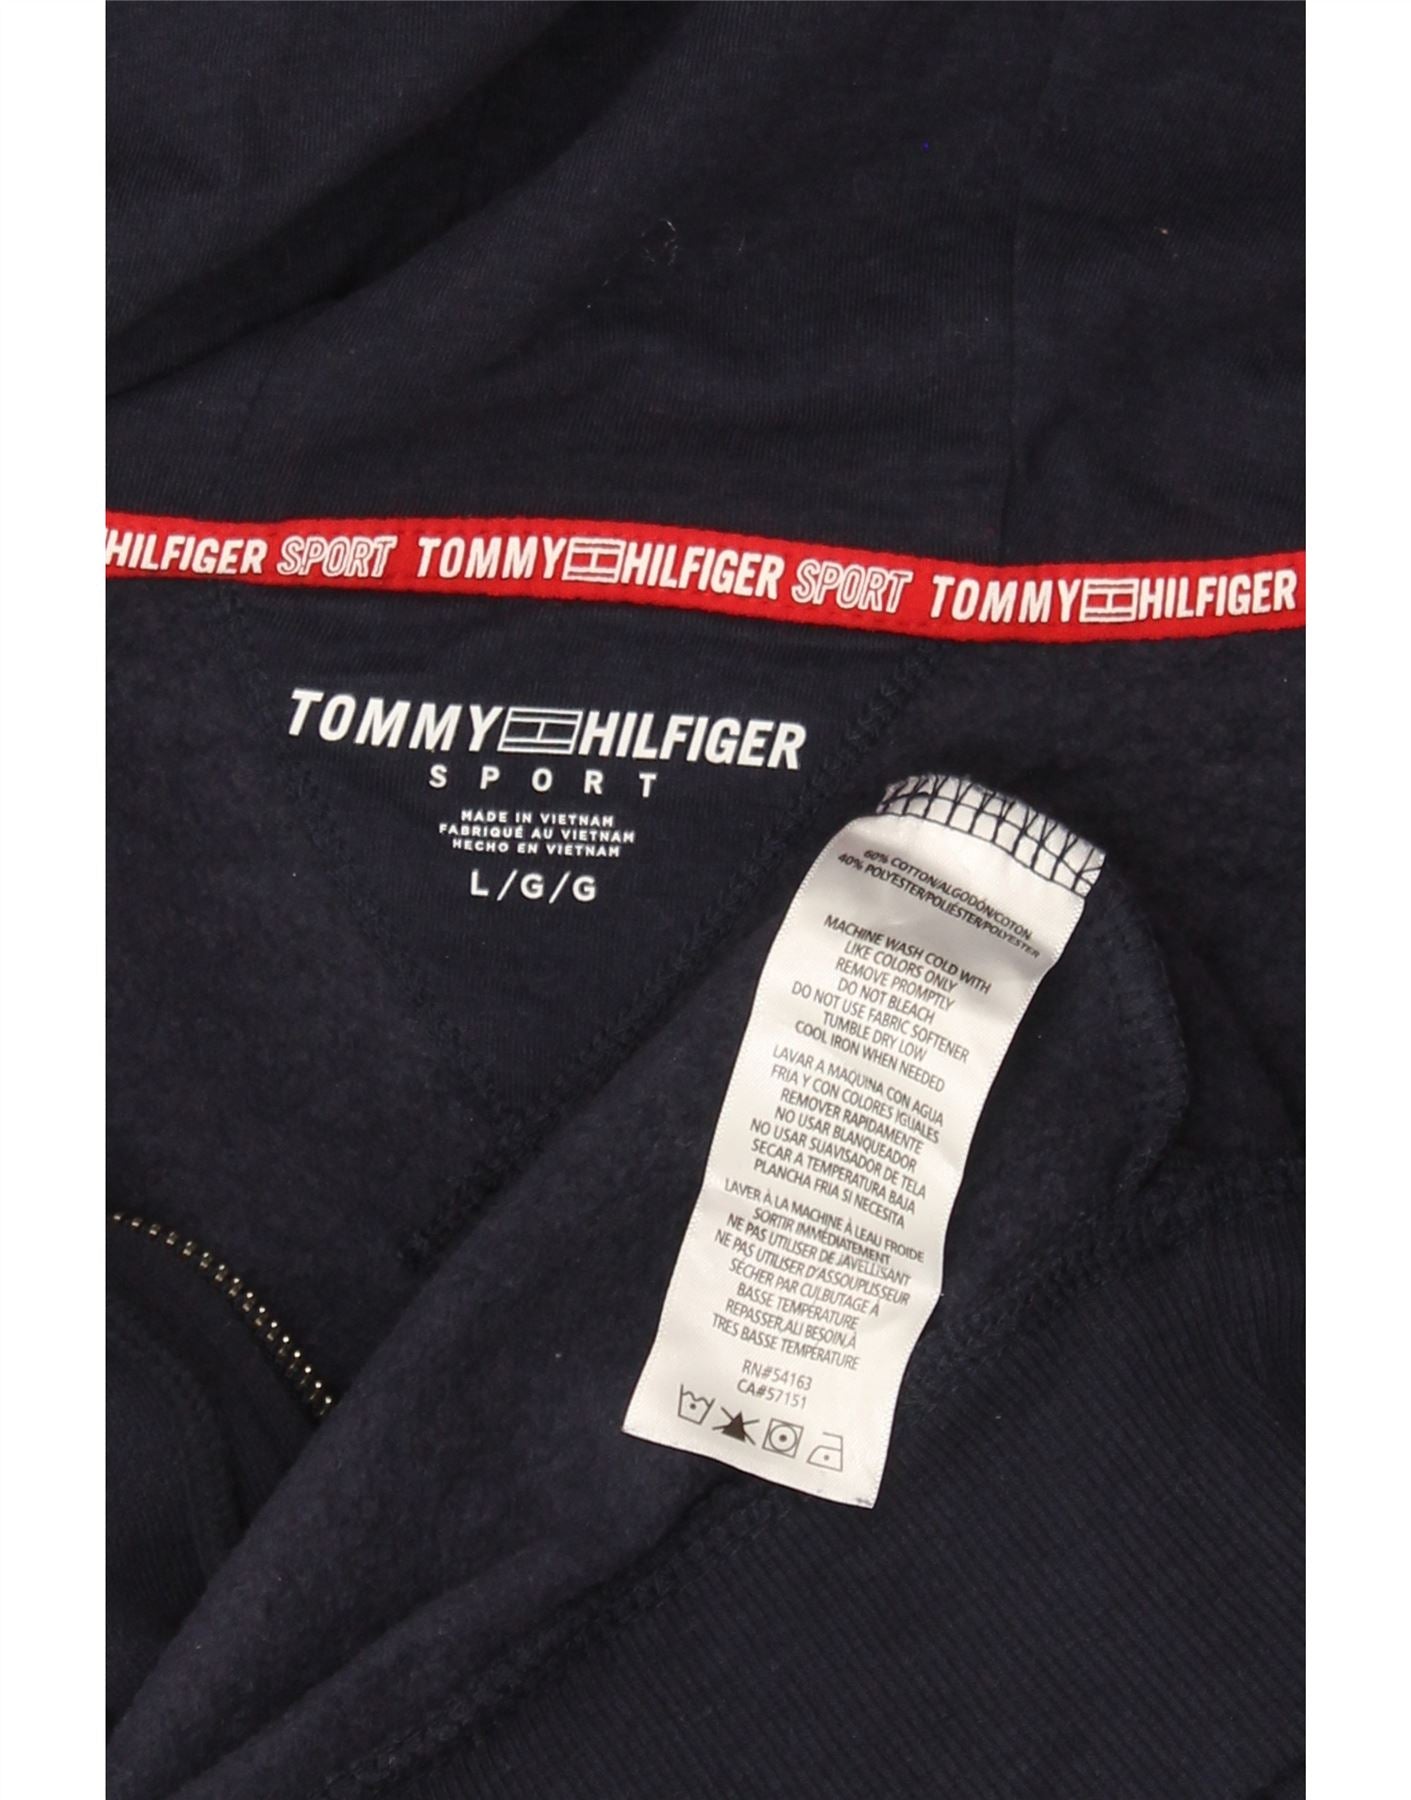 HILFIGER SPORT TOMMY HILFIGER SPORT TOMMY HILFIGER
TOMMY HILFIGER
SPORT
MADE IN VIETNAM
FABRIQUÉ AU VIETNAM
HECHO EN VIETNAM
L/G/G
60% COTTON/ALGODÓN/COTON
40% POLYESTER/POLIÉSTER/POLYESTER
MACHINE WASH COLD WITH
LIKE COLORS ONLY
REMOVE PROMPTLY
DO NOT BLEACH
DO NOT USE FABRIC SOFTENER
TUMBLE DRY LOW
COOL IRON WHEN NEEDED
LAVAR A MAQUINA CON AGUA
FRIA Y CON COLORES IGUALES
REMOVER RAPIDAMENTE
NO USAR BLANQUEADOR
NO USAR SUAVISADOR DE TELA
SECAR A TEMPERATURA BAJA
PLANCHA FRIA SI NECESITA
LAVER À LA MACHINE À LEAU FROIDE
SORTIR IMMÈDIATEMENT
NE PAS UTILISER DE JAVELLISANT
NE PAS UTILISER D'ASSOUPLISSEUR
SÈCHER PAR CULBUTAGE À
BASSE TEMPÈRATURE
REPASSER,AU BESOIN,À
TRES BASSE TEMPÈRATURE
RN#54163
CA#57151